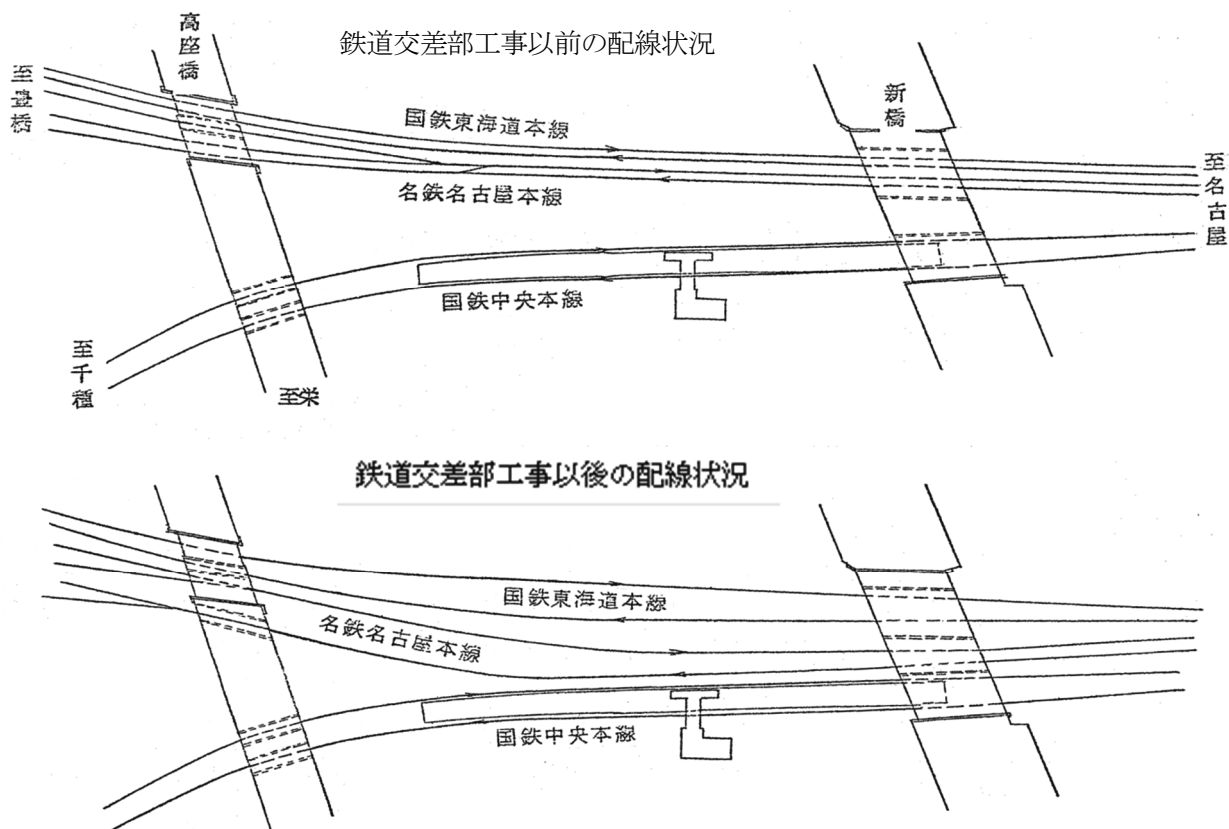 鉄道交差部工事以前の配線状況
高座橋
至豊橋
新橋
国鉄東海道本線
名鉄名古屋本線
至名古屋
国鉄中央本線
至千種
至栄
鉄道交差部工事以後の配線状況
国鉄東海道本線
名鉄名古屋本線
国鉄中央本線